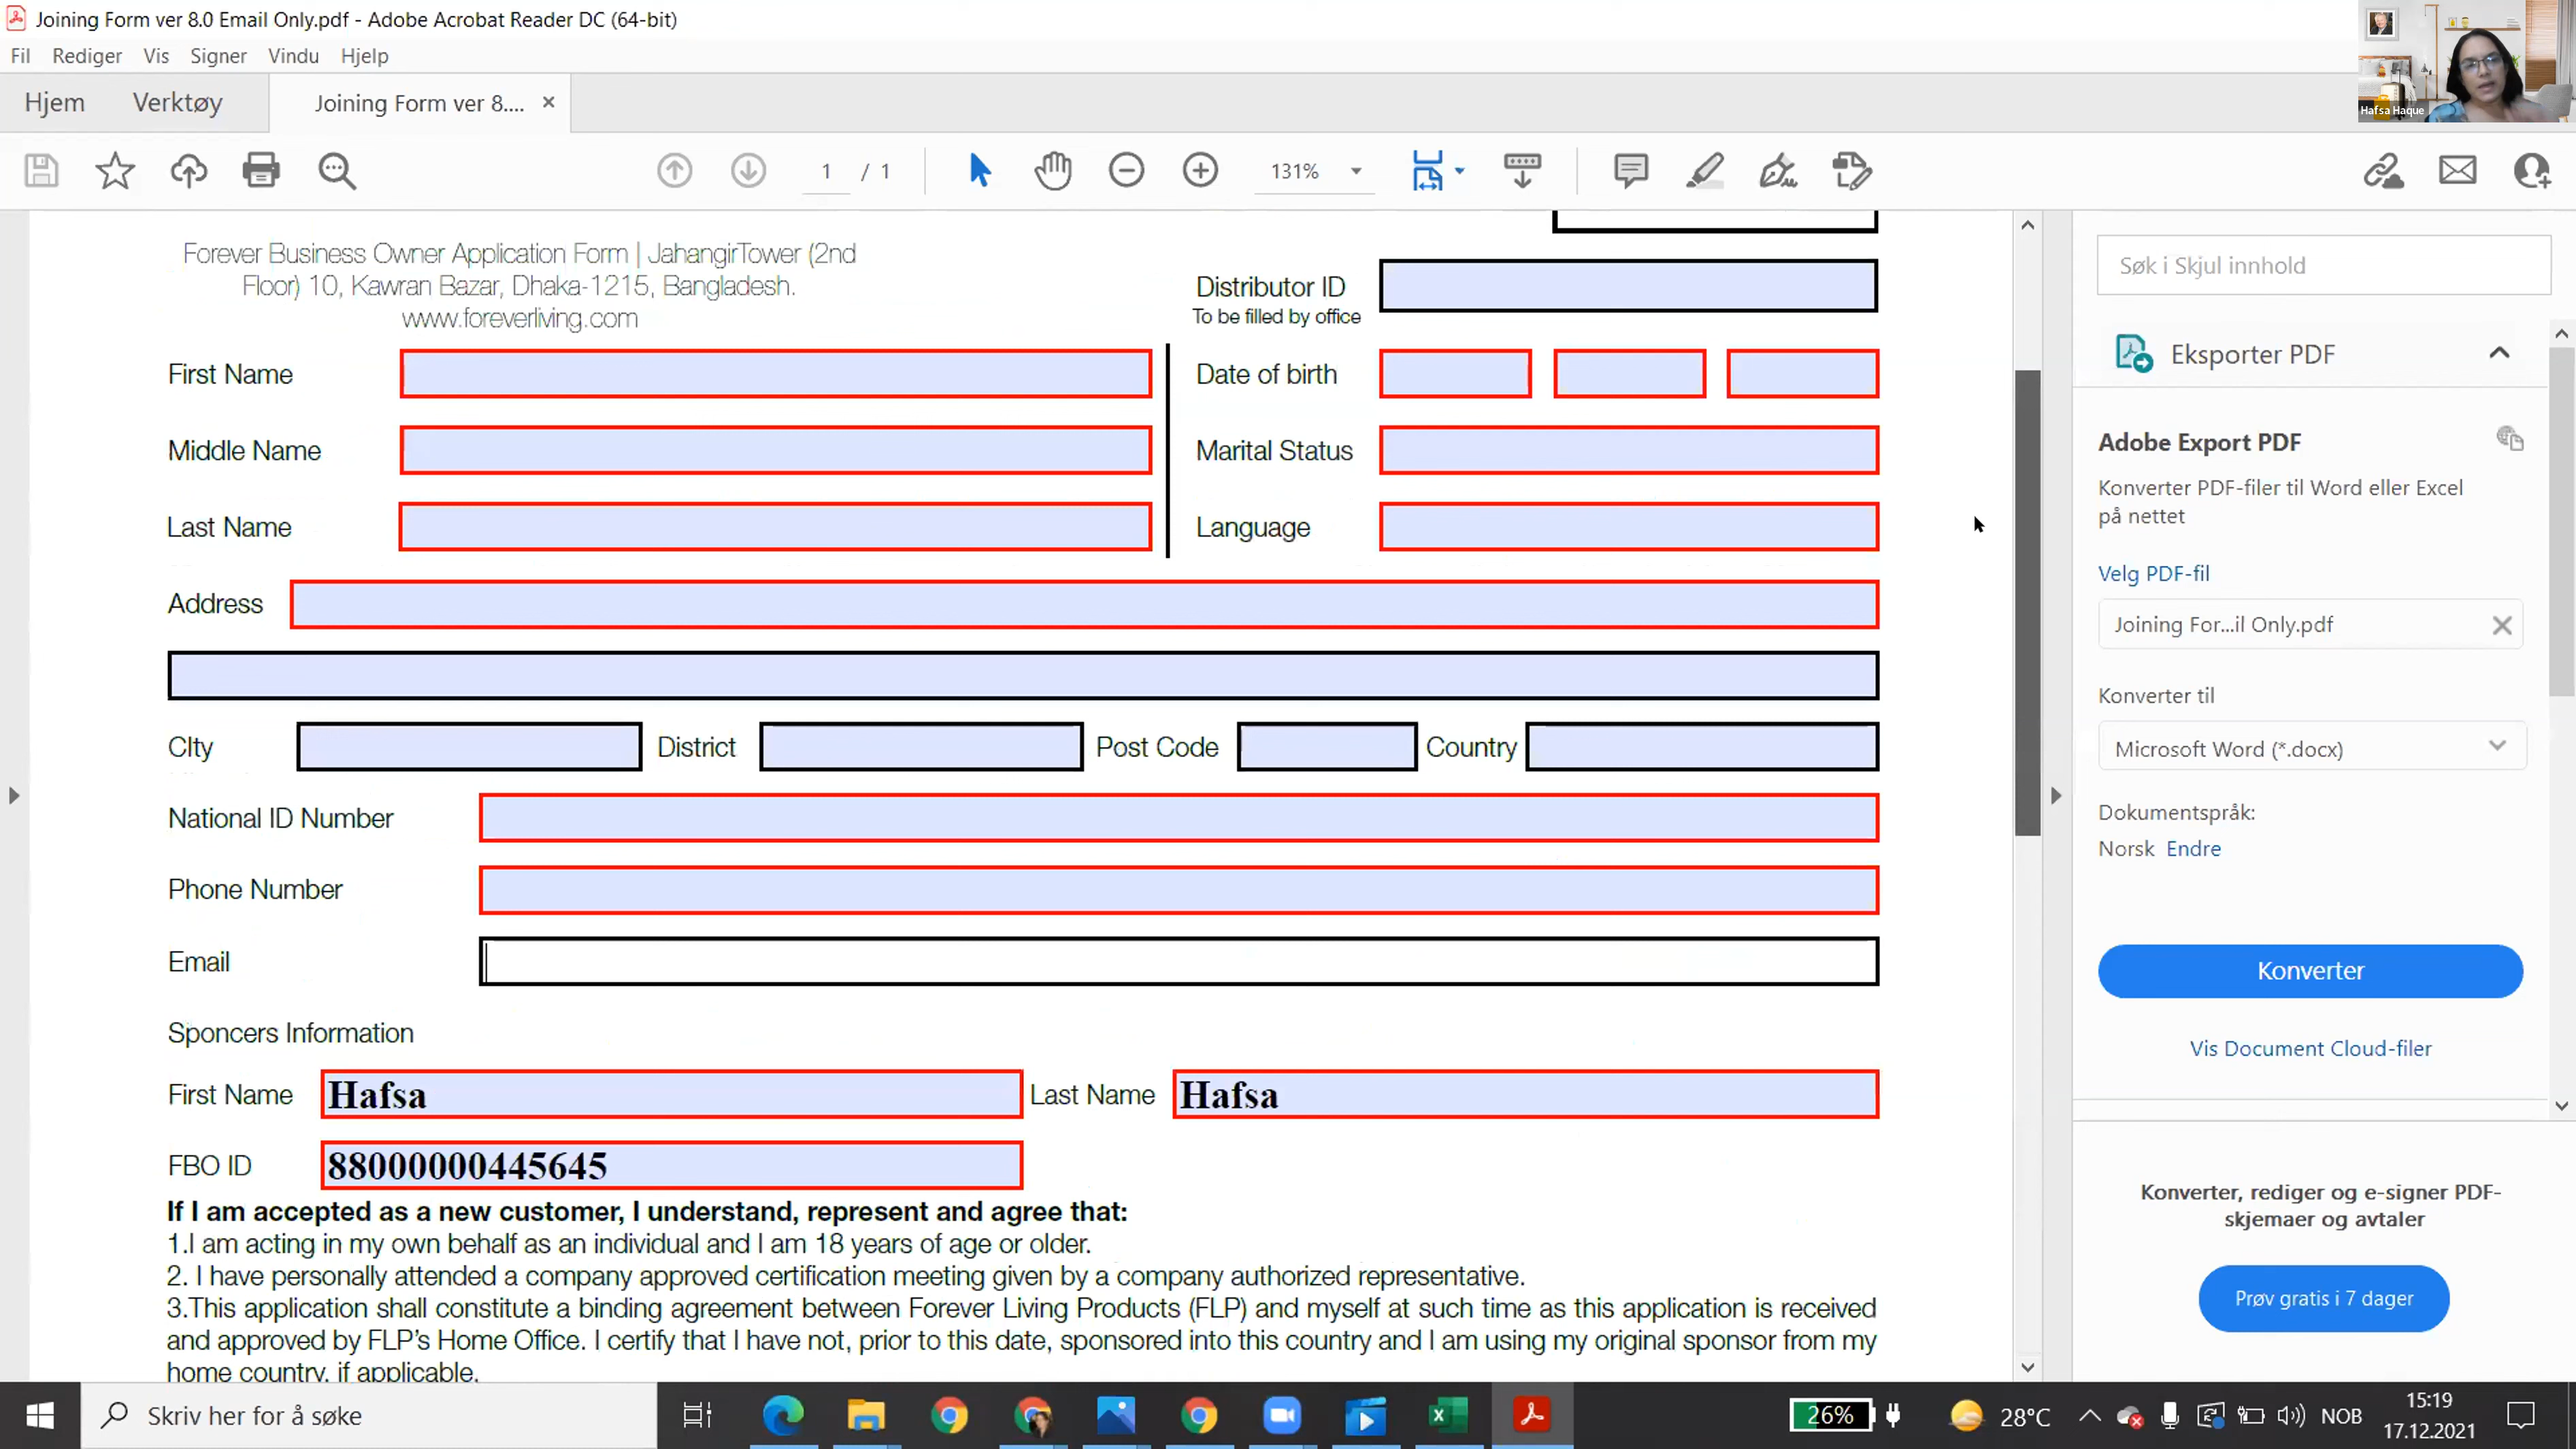 Joining Form ver 8.0 Email Only.pdf - Adobe Acrobat Reader DC (64-bit)
Fil Rediger Vis Signer Vindu Hjelp
Hjem Verktøy Joining Form ver 8....
1 / 1 131%
Hafsa Haque
Forever Business Owner Application Form | JahangirTower (2nd
Floor) 10, Kawran Bazar, Dhaka-1215, Bangladesh.
www.foreverliving.com
Distributor ID
To be filled by office
First Name
Date of birth
Middle Name
Marital Status
Last Name
Language
Address
CIty District Post Code Country
National ID Number
Phone Number
Email
Sponcers Information
First Name Hafsa Last Name Hafsa
FBO ID 88000000445645
If I am accepted as a new customer, I understand, represent and agree that:
1.I am acting in my own behalf as an individual and I am 18 years of age or older.
2. I have personally attended a company approved certification meeting given by a company authorized representative.
3.This application shall constitute a binding agreement between Forever Living Products (FLP) and myself at such time as this application is received
and approved by FLP's Home Office. I certify that I have not, prior to this date, sponsored into this country and I am using my original sponsor from my
home country, if applicable.
Søk i Skjul innhold
Eksporter PDF
Adobe Export PDF
Konverter PDF-filer til Word eller Excel
på nettet
Velg PDF-fil
Joining For...il Only.pdf
Konverter til
Microsoft Word (*.docx)
Dokumentspråk:
Norsk Endre
Konverter
Vis Document Cloud-filer
Konverter, rediger og e-signer PDF-
skjemaer og avtaler
Prøv gratis i 7 dager
Skriv her for å søke
26%
28°C
NOB
15:19
17.12.2021